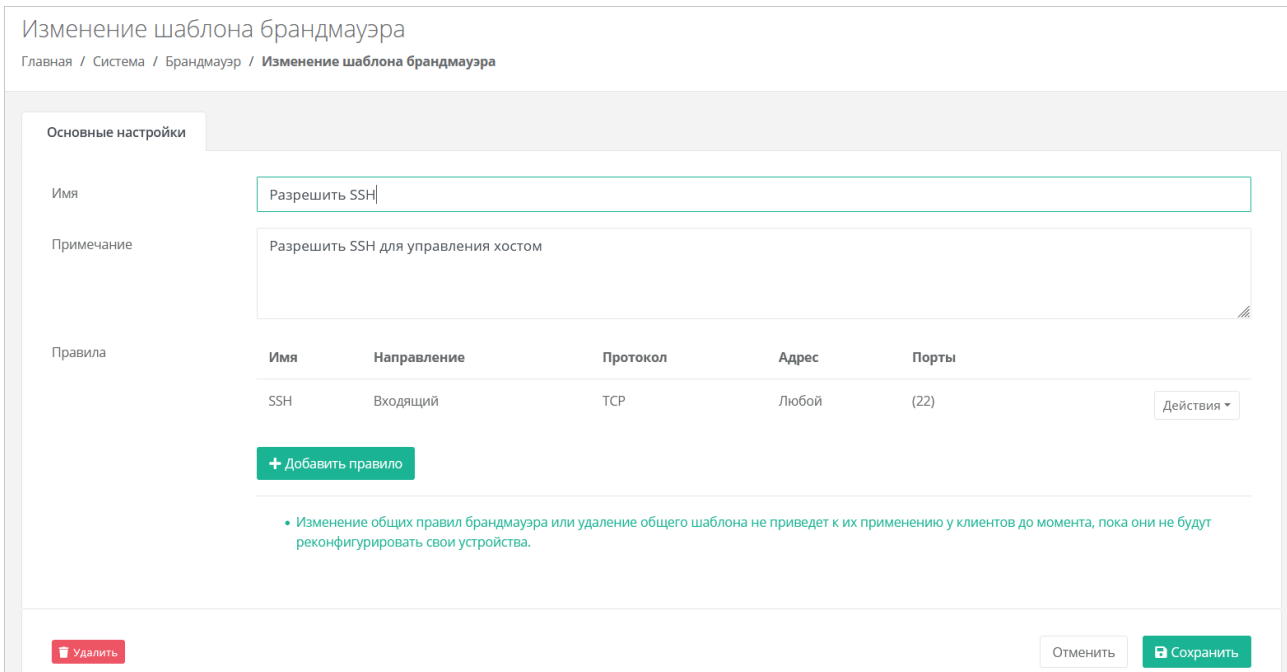 Изменение шаблона брандмауэра
Главная / Система / Брандмауэр / Изменение шаблона брандмауэра
Основные настройки
Имя
Разрешить SSH
Примечание
Разрешить SSH для управления хостом
Правила
Имя Направление Протокол Адрес Порты
SSH Входящий TCP Любой (22) Действия
Добавить правило
• Изменение общих правил брандмауэра или удаление общего шаблона не приведет к их применению у клиентов до момента, пока они не будут
реконфигурировать свои устройства.
Удалить Отменить Сохранить